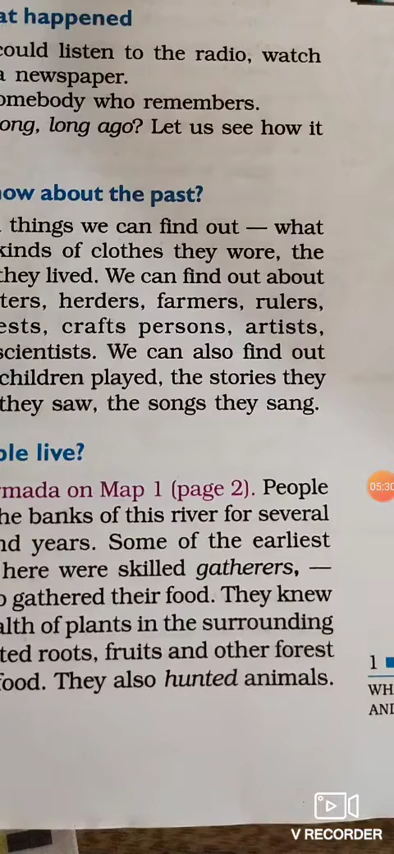 at happened
could listen to the radio, watch
a newspaper.
omebody who remembers.
ong, long ago? Let us see how it
ow about the past?
things we can find out — what
kinds of clothes they wore, the
they lived. We can find out about
ters, herders, farmers, rulers,
ests, crafts persons, artists,
scientists. We can also find out
children played, the stories they
they saw, the songs they sang.
ple live?
rmada on Map 1 (page 2). People
he banks of this river for several
nd years. Some of the earliest
here were skilled gatherers, —
o gathered their food. They knew
alth of plants in the surrounding
ted roots, fruits and other forest
food. They also hunted animals.
05:30
1
WH
AND
V RECORDER